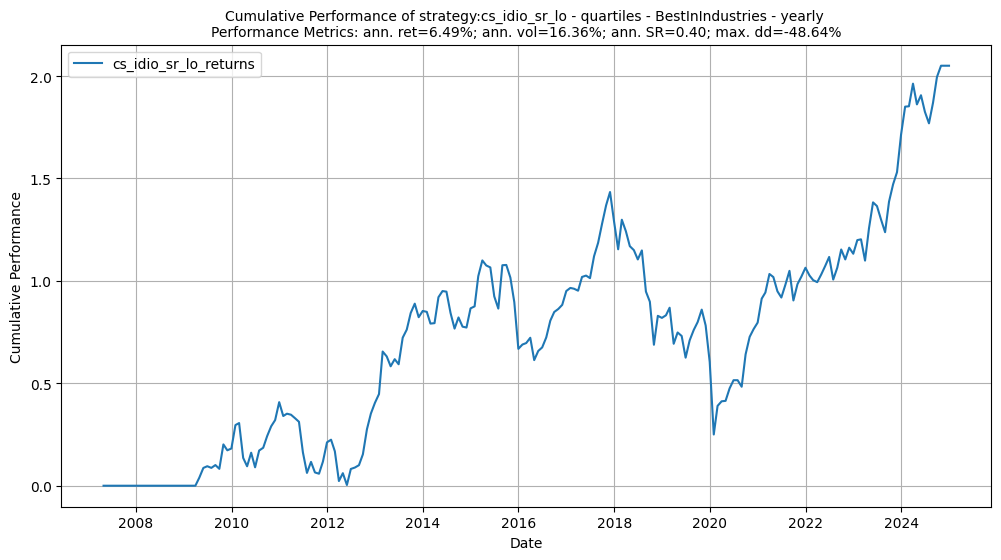 Cumulative Performance of strategy:cs_idio_sr_lo - quartiles - BestInIndustries - yearly
Performance Metrics: ann. ret=6.49%; ann. vol=16.36%; ann. SR=0.40; max. dd=-48.64%
cs_idio_sr_lo_returns
Cumulative Performance
2.0
1.5
1.0
0.5
0.0
2008 2010 2012 2014 2016 2018 2020 2022 2024
Date